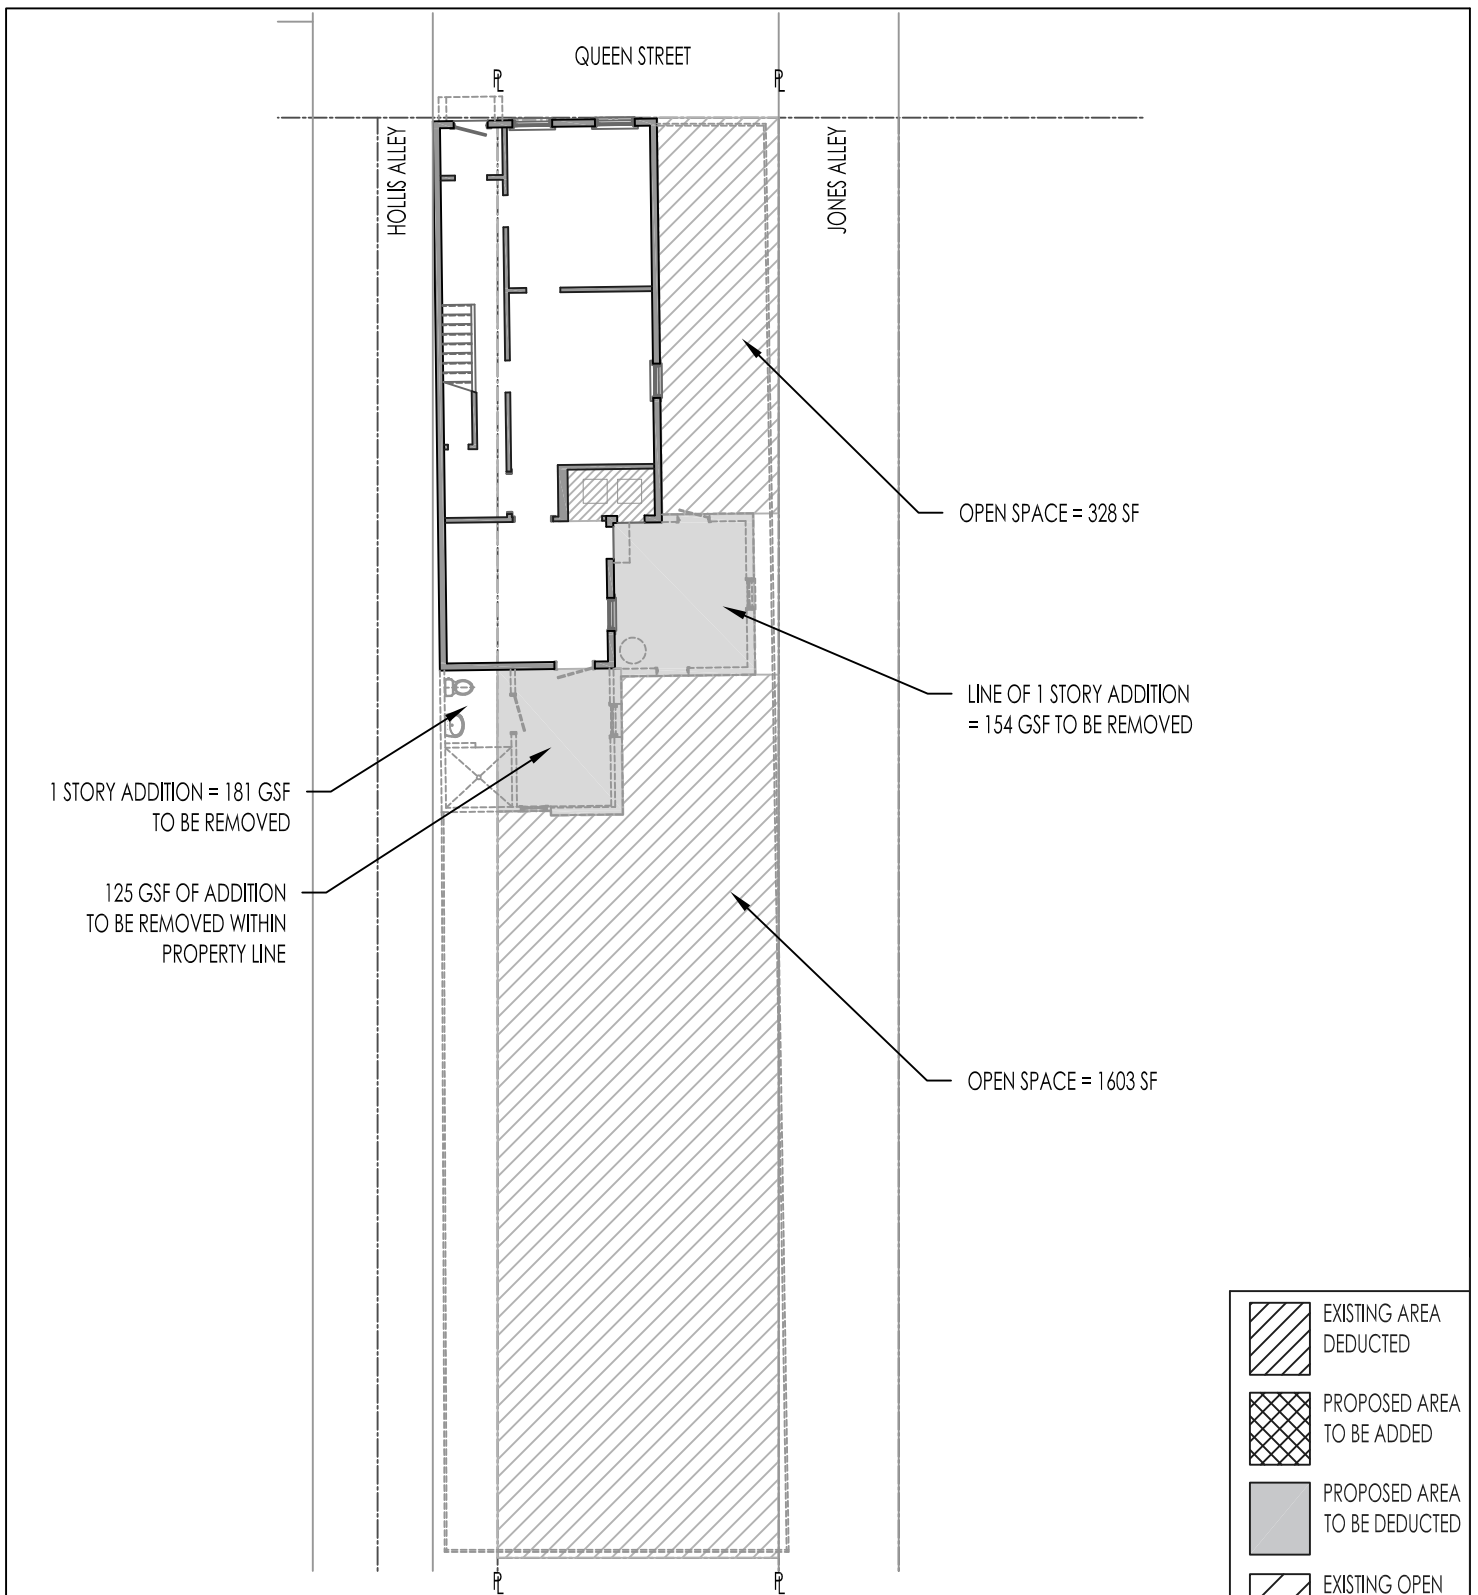 QUEEN STREET
PL
PL
HOLLIS ALLEY
JONES ALLEY
OPEN SPACE = 328 SF
LINE OF 1 STORY ADDITION
= 154 GSF TO BE REMOVED
1 STORY ADDITION = 181 GSF
TO BE REMOVED
125 GSF OF ADDITION
TO BE REMOVED WITHIN
PROPERTY LINE
OPEN SPACE = 1603 SF
EXISTING AREA
DEDUCTED
PROPOSED AREA
TO BE ADDED
PROPOSED AREA
TO BE DEDUCTED
EXISTING OPEN
PL
PL